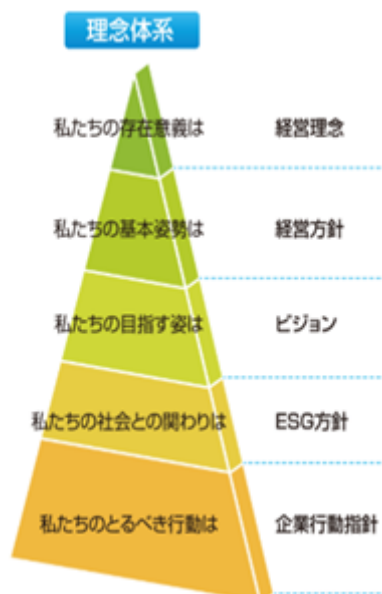 理念体系
私たちの存在意義は 経営理念
私たちの基本姿勢は 経営方針
私たちの目指す姿は ビジョン
私たちの社会との関わりは ESG方針
私たちのとるべき行動は 企業行動指針